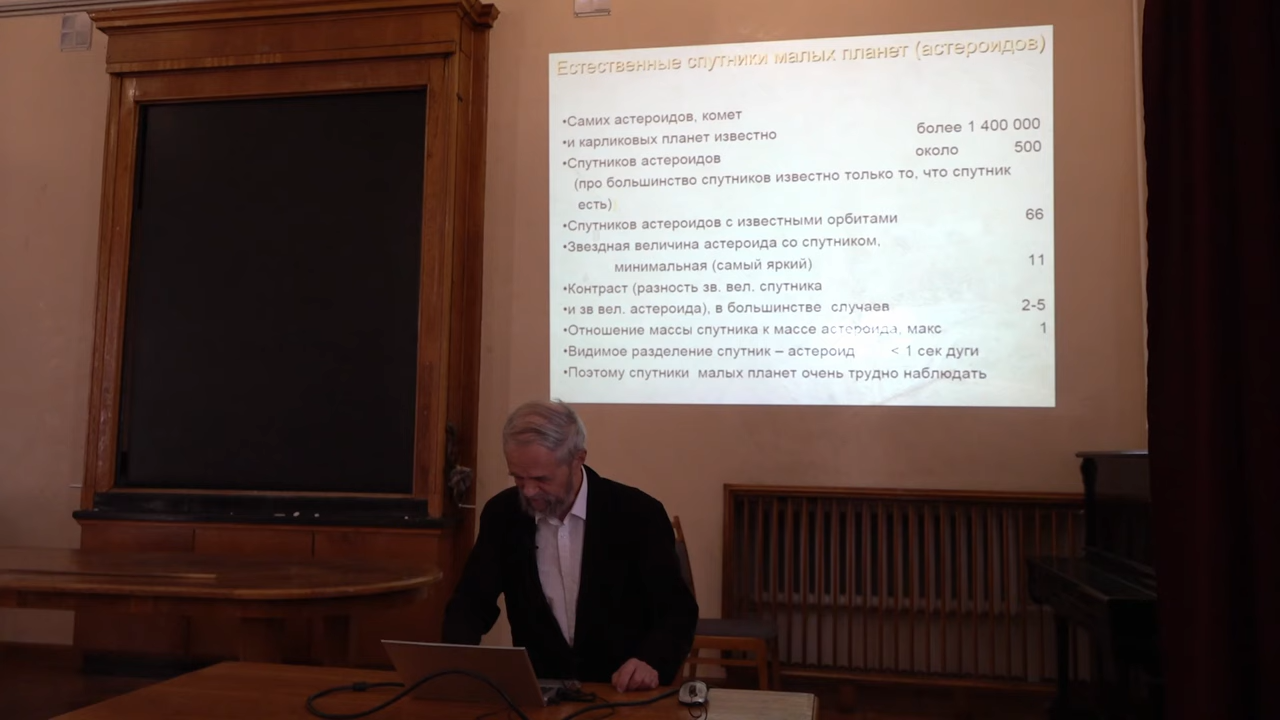 Естественные спутники малых планет (астероидов)
•Самих астероидов, комет
•и карликовых планет известно более 1 400 000
•Спутников астероидов около 500
(про большинство спутников известно только то, что спутник
есть)
•Спутников астероидов с известными орбитами 66
•Звездная величина астероида со спутником,
минимальная (самый яркий) 11
•Контраст (разность зв. вел. спутника
•и зв вел. астероида), в большинстве случаев 2-5
•Отношение массы спутника к массе астероида, макс 1
•Видимое разделение спутник – астероид < 1 сек дуги
•Поэтому спутники малых планет очень трудно наблюдать